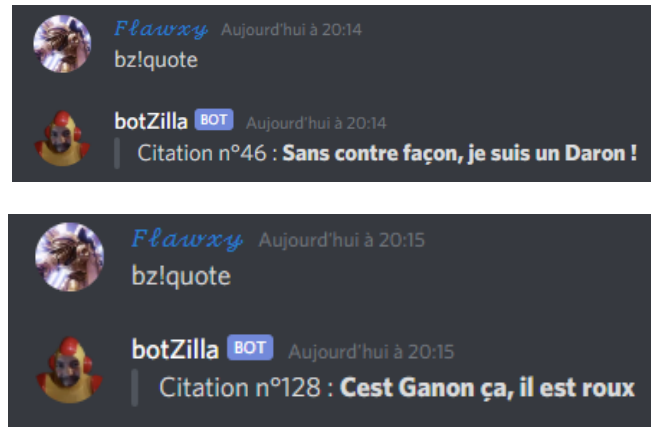 Flawxy Aujourd'hui à 20:14
bz!quote
botZilla BOT Aujourd'hui à 20:14
Citation n°46 : Sans contre façon, je suis un Daron !
Flawxy Aujourd'hui à 20:15
bz!quote
botZilla BOT Aujourd'hui à 20:15
Citation n°128 : Cest Ganon ça, il est roux